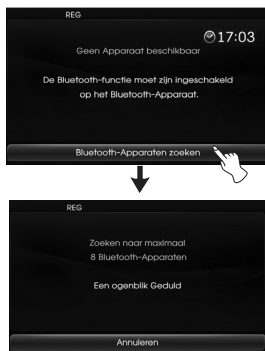 REG
17:03
Geen Apparaat beschikbaar
De Bluetooth-functie moet zijn ingeschakeld
op het Bluetooth-Apparaat.
Bluetooth-Apparaten zoeken
REG
Zoeken naar maximaal
8 Bluetooth-Apparaten
Een ogenblik Geduld
Annuleren